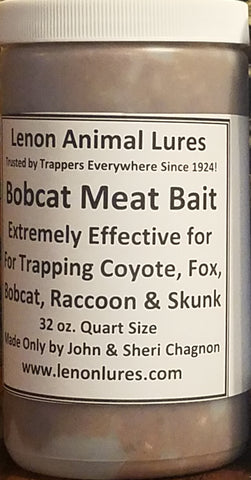 Lenon Animal Lures
Trusted by Trappers Everywhere Since 1924!
Bobcat Meat Bait
Extremely Effective for
For Trapping Coyote, Fox,
Bobcat, Raccoon & Skunk
32 oz. Quart Size
Made Only by John & Sheri Chagnon
www.lenonlures.com